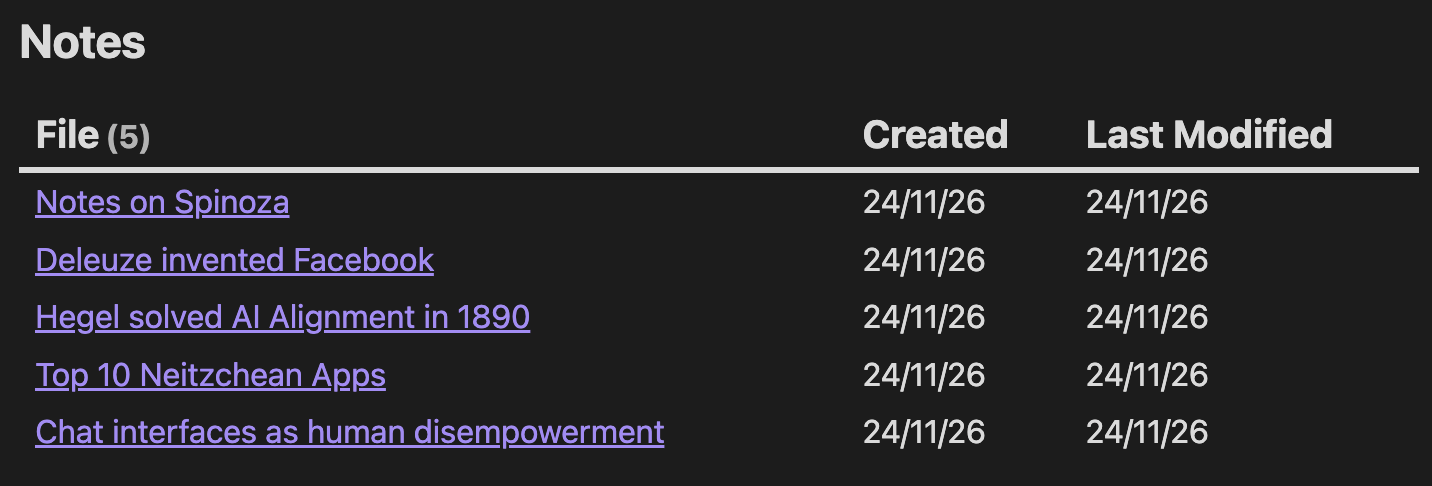 Notes
File (5) Created Last Modified
Notes on Spinoza 24/11/26 24/11/26
Deleuze invented Facebook 24/11/26 24/11/26
Hegel solved AI Alignment in 1890 24/11/26 24/11/26
Top 10 Neitzchean Apps 24/11/26 24/11/26
Chat interfaces as human disempowerment 24/11/26 24/11/26